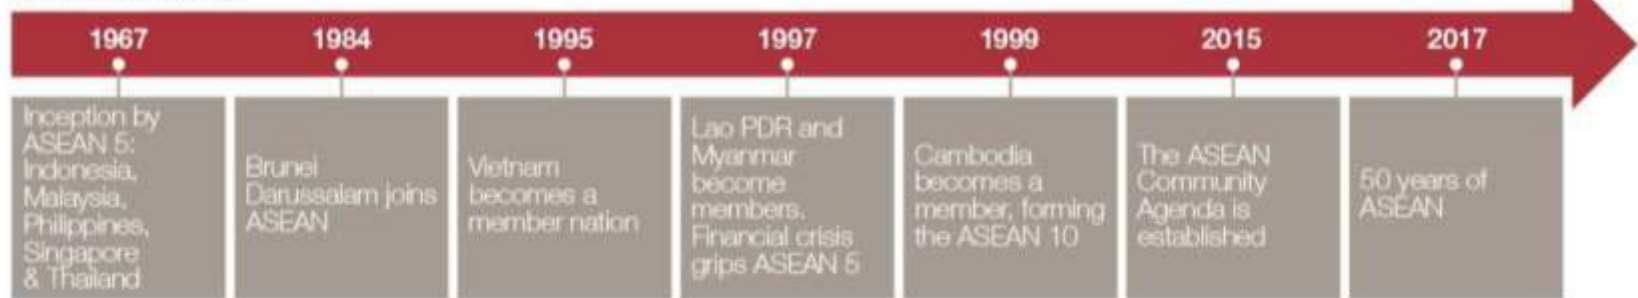 1967
1984
1995
1997
1999
2015
2017
Inception by
ASEAN 5:
Indonesia,
Malaysia,
Philippines,
Singapore
& Thailand
Brunei
Darussalam joins
ASEAN
Vietnam
becomes a
member nation
Lao PDR and
Myanmar
become
members.
Financial crisis
grips ASEAN 5
Cambodia
becomes a
member, forming
the ASEAN 10
The ASEAN
Community
Agenda is
established
50 years of
ASEAN